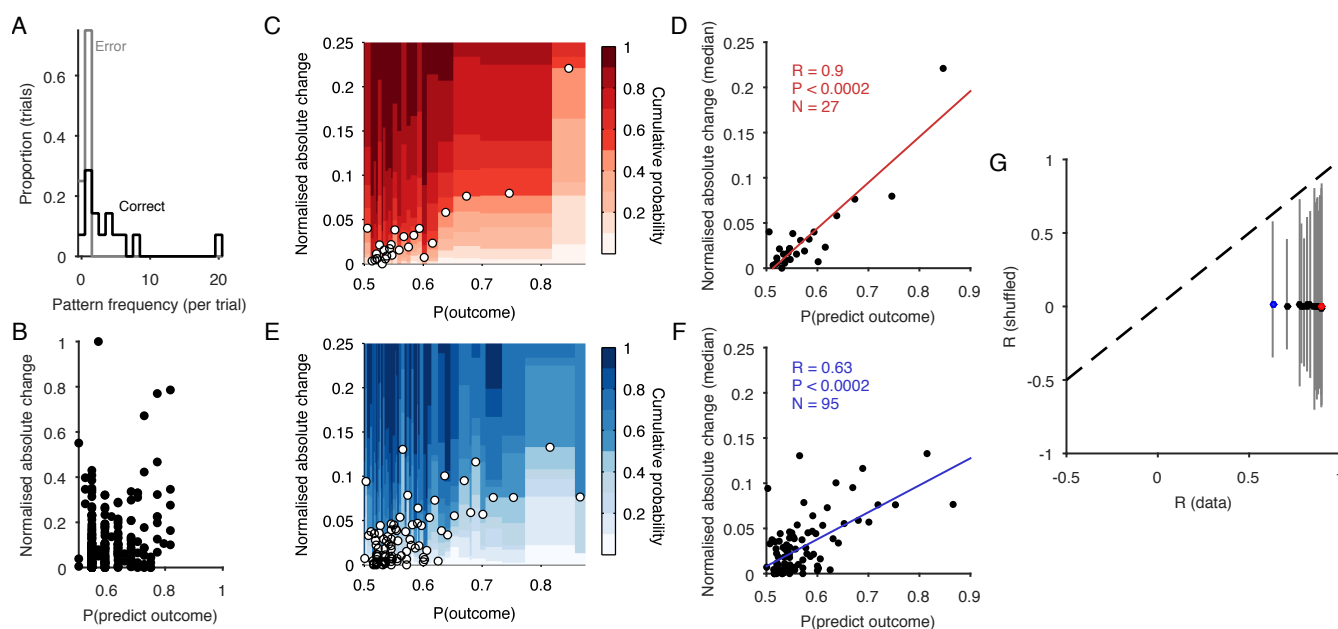 A
Error
Correct
0.6
0.4
0.2
0
0
10
20
Proportion (trials)
Pattern frequency (per trial)
B
1
0.8
0.6
0.4
0.2
0
0.4
0.6
0.8
1
Normalised absolute change
P(predict outcome)
C
0.25
0.2
0.15
0.1
0.05
0
0.5
0.6
0.7
0.8
Normalised absolute change
P(outcome)
1
0.8
0.6
0.4
0.2
Cumulative probability
E
0.25
0.2
0.15
0.1
0.05
0
0.5
0.6
0.7
0.8
Normalised absolute change
P(outcome)
1
0.8
0.6
0.4
0.2
Cumulative probability
D
R = 0.9
P < 0.0002
N = 27
0.25
0.2
0.15
0.1
0.05
0
0.5
0.6
0.7
0.8
0.9
Normalised absolute change (median)
P(predict outcome)
F
R = 0.63
P < 0.0002
N = 95
0.25
0.2
0.15
0.1
0.05
0
0.5
0.6
0.7
0.8
0.9
Normalised absolute change (median)
P(predict outcome)
G
1
0.5
0
-0.5
-1
-0.5
0
0.5
1
R (shuffled)
R (data)